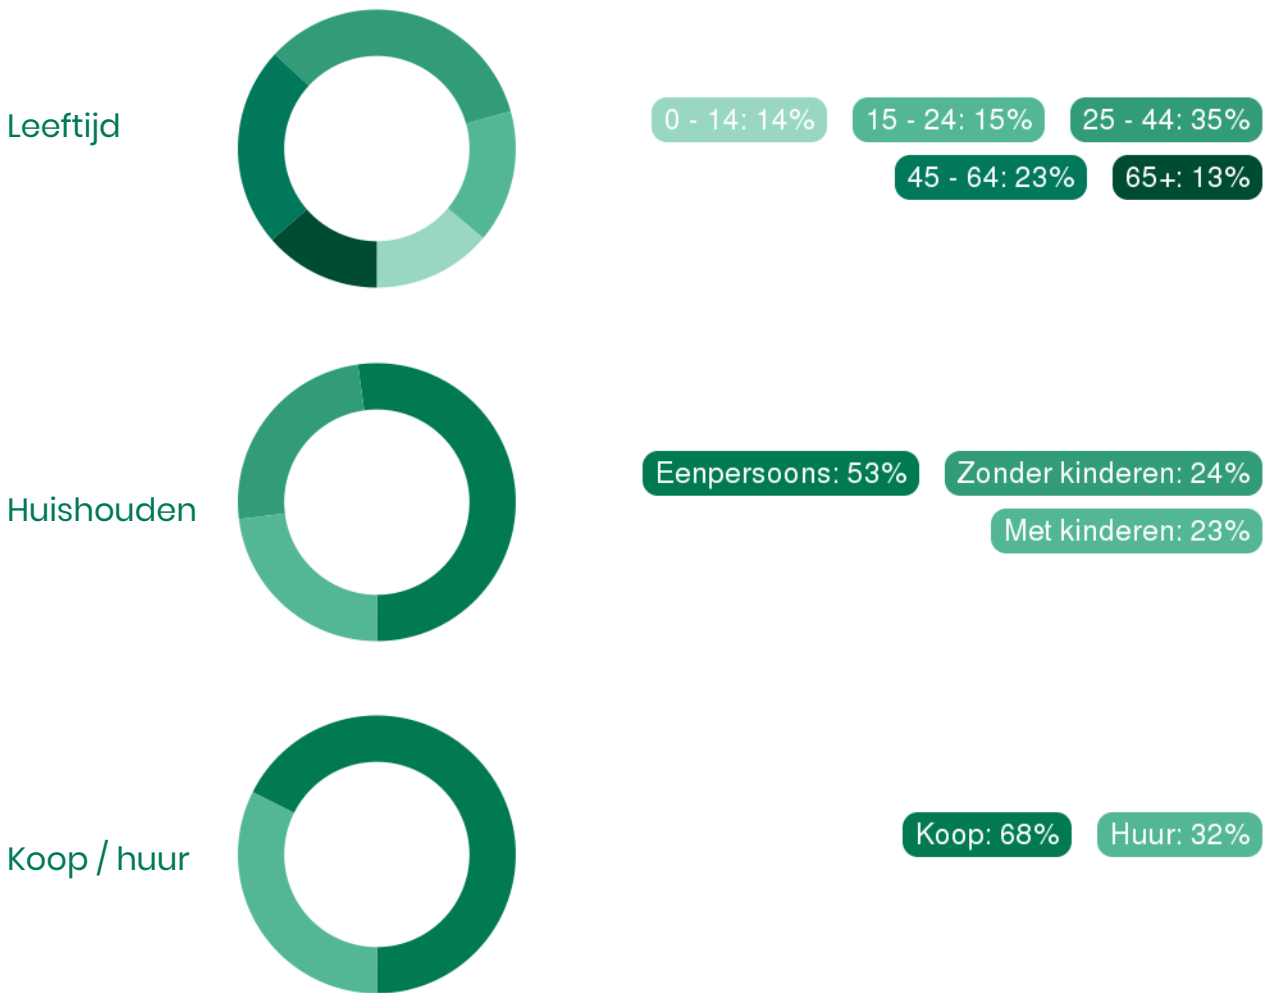 Leeftijd
0 - 14: 14% 15 - 24: 15% 25 - 44: 35%
45 - 64: 23% 65+: 13%
Huishouden
Eenpersoons: 53% Zonder kinderen: 24%
Met kinderen: 23%
Koop / huur
Koop: 68% Huur: 32%